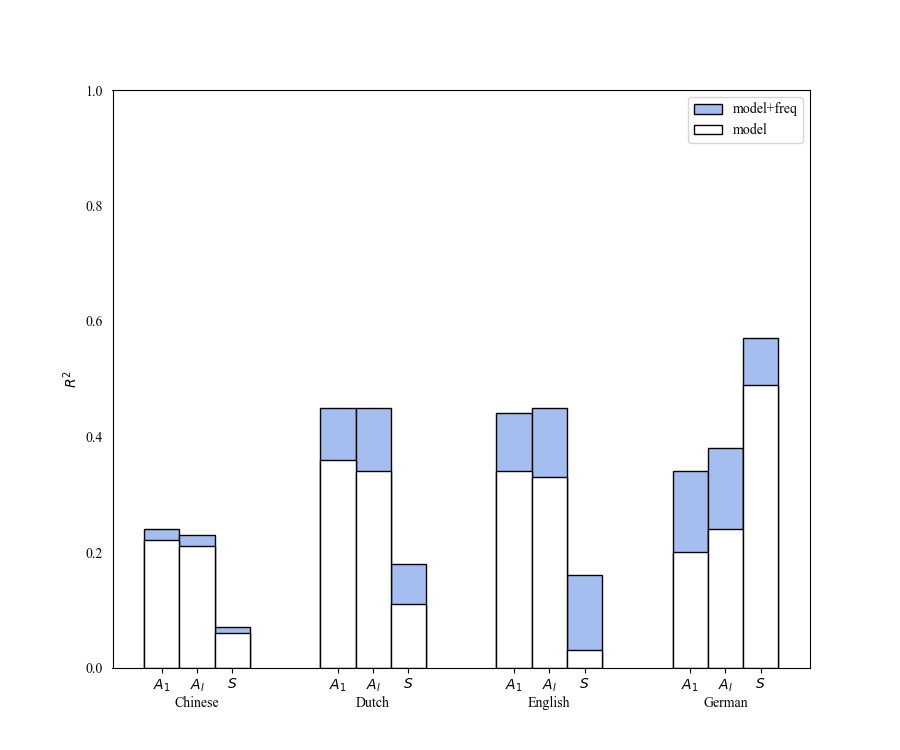 1.0
model+freq
model
0.8
0.6
R²
0.4
0.2
0.0
A₁ Aₗ S A₁ Aₗ S A₁ Aₗ S A₁ Aₗ S
Chinese Dutch English German